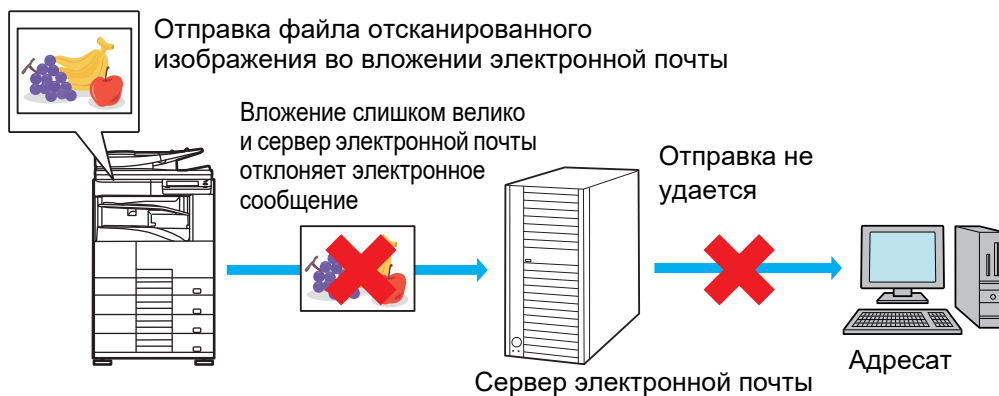 Отправка файла отсканированного
изображения во вложении электронной почты
Вложение слишком велико
и сервер электронной почты
отклоняет электронное
сообщение
Отправка не
удается
Адресат
Сервер электронной почты